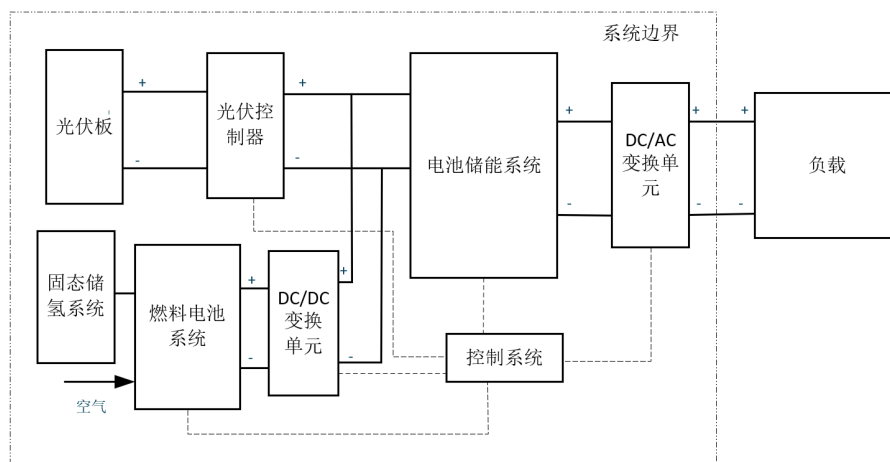 系统边界
光伏板
+
-
光伏控
制器
+
-
电池储能系统
+
-
DC/AC
变换单
元
+
-
+
-
负载
固态储
氢系统
燃料电池
系统
+
-
DC/DC
变换
单元
+
-
控制系统
空气